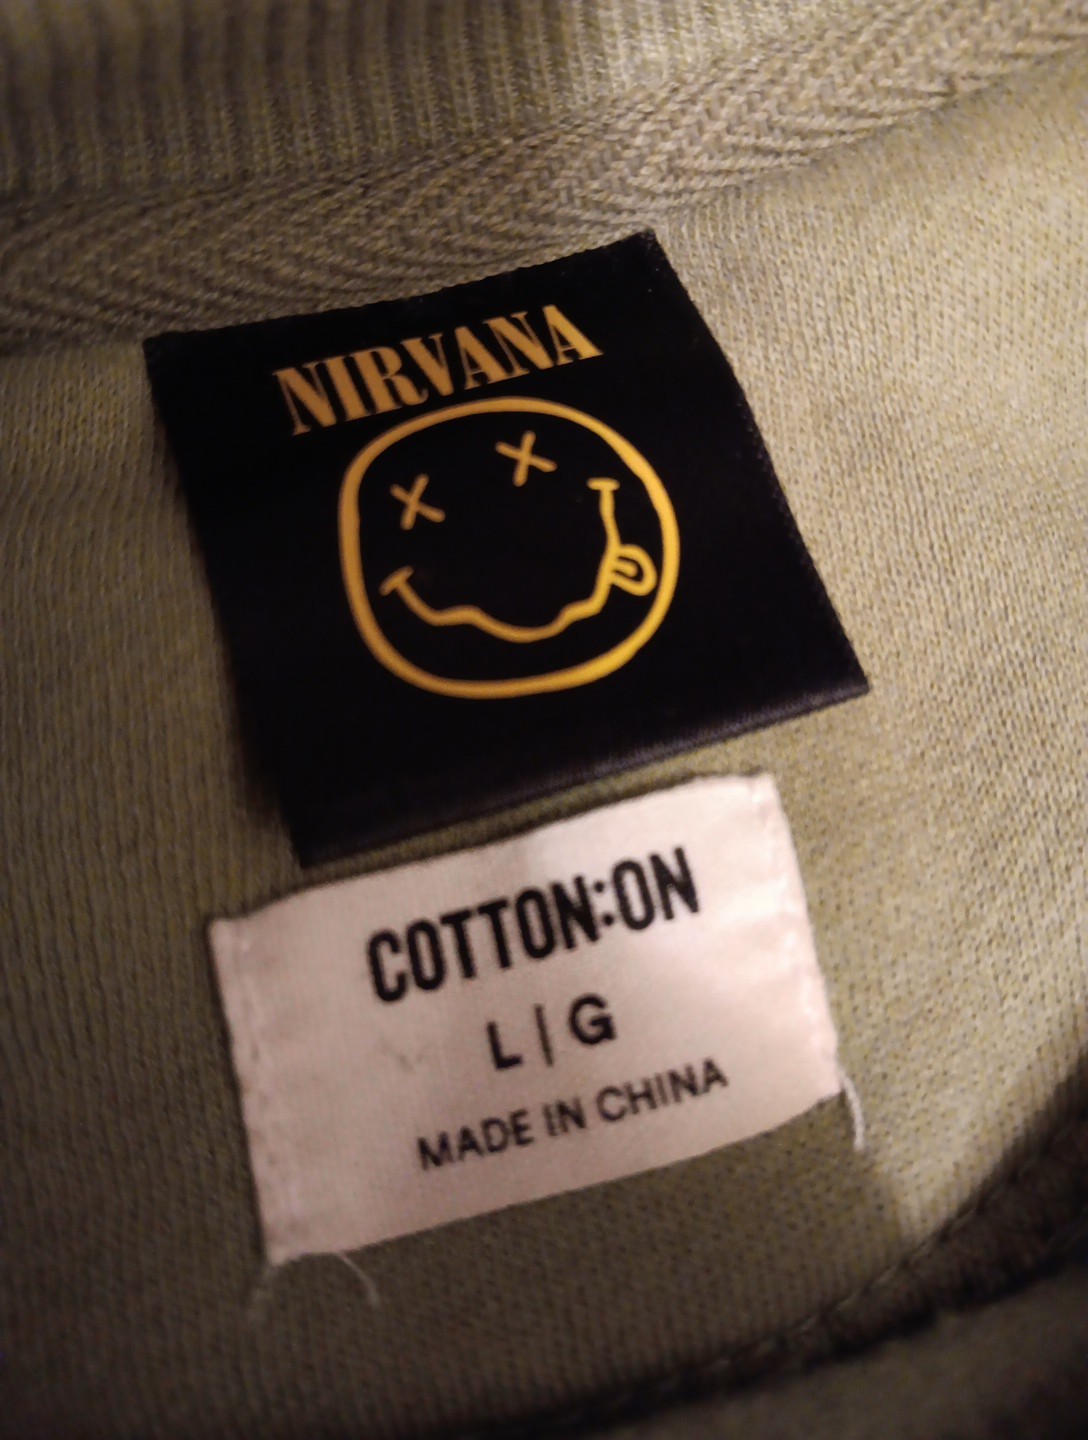 NIRVANA
COTTON:ON
L | G
MADE IN CHINA